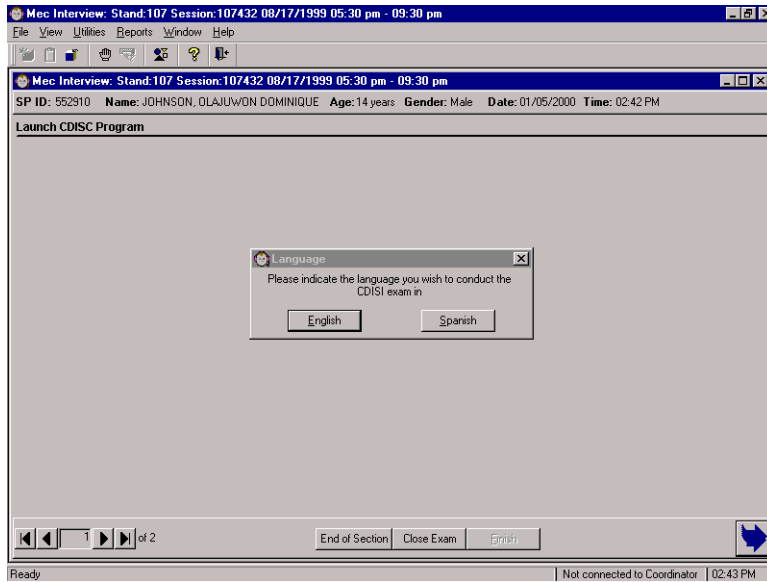 Mec Interview: Stand:107 Session:107432 08/17/1999 05:30 pm - 09:30 pm
File View Utilities Reports Window Help
Mec Interview: Stand:107 Session:107432 08/17/1999 05:30 pm - 09:30 pm
SP ID: 552910 Name: JOHNSON, OLAJUWON DOMINIQUE Age: 14 years Gender: Male Date: 01/05/2000 Time: 02:42 PM
Launch CDISC Program
Language
Please indicate the language you wish to conduct the
CDISI exam in
English Spanish
1 of 2 End of Section Close Exam Finish
Ready Not connected to Coordinator 02:43 PM